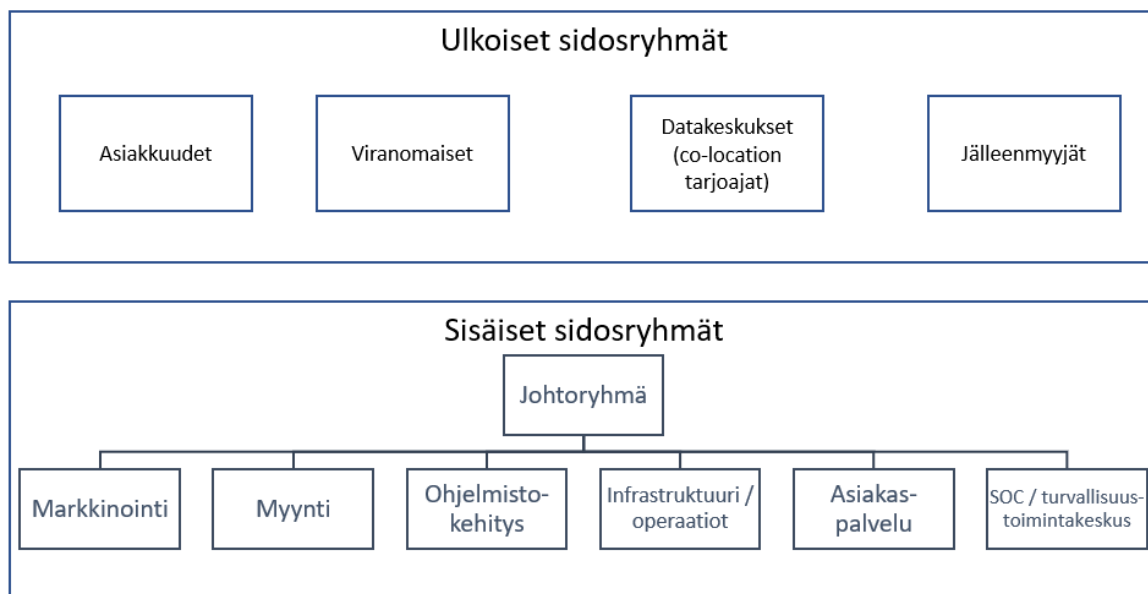 Ulkoiset sidosryhmät
Asiakkuudet
Viranomaiset
Datakeskukset
(co-location
tarjoajat)
Jälleenmyyjät
Sisäiset sidosryhmät
Johtoryhmä
Markkinointi
Myynti
Ohjelmisto-
kehitys
Infrastruktuuri /
operaatiot
Asiakas-
palvelu
SOC / turvallisuus-
toimintakeskus